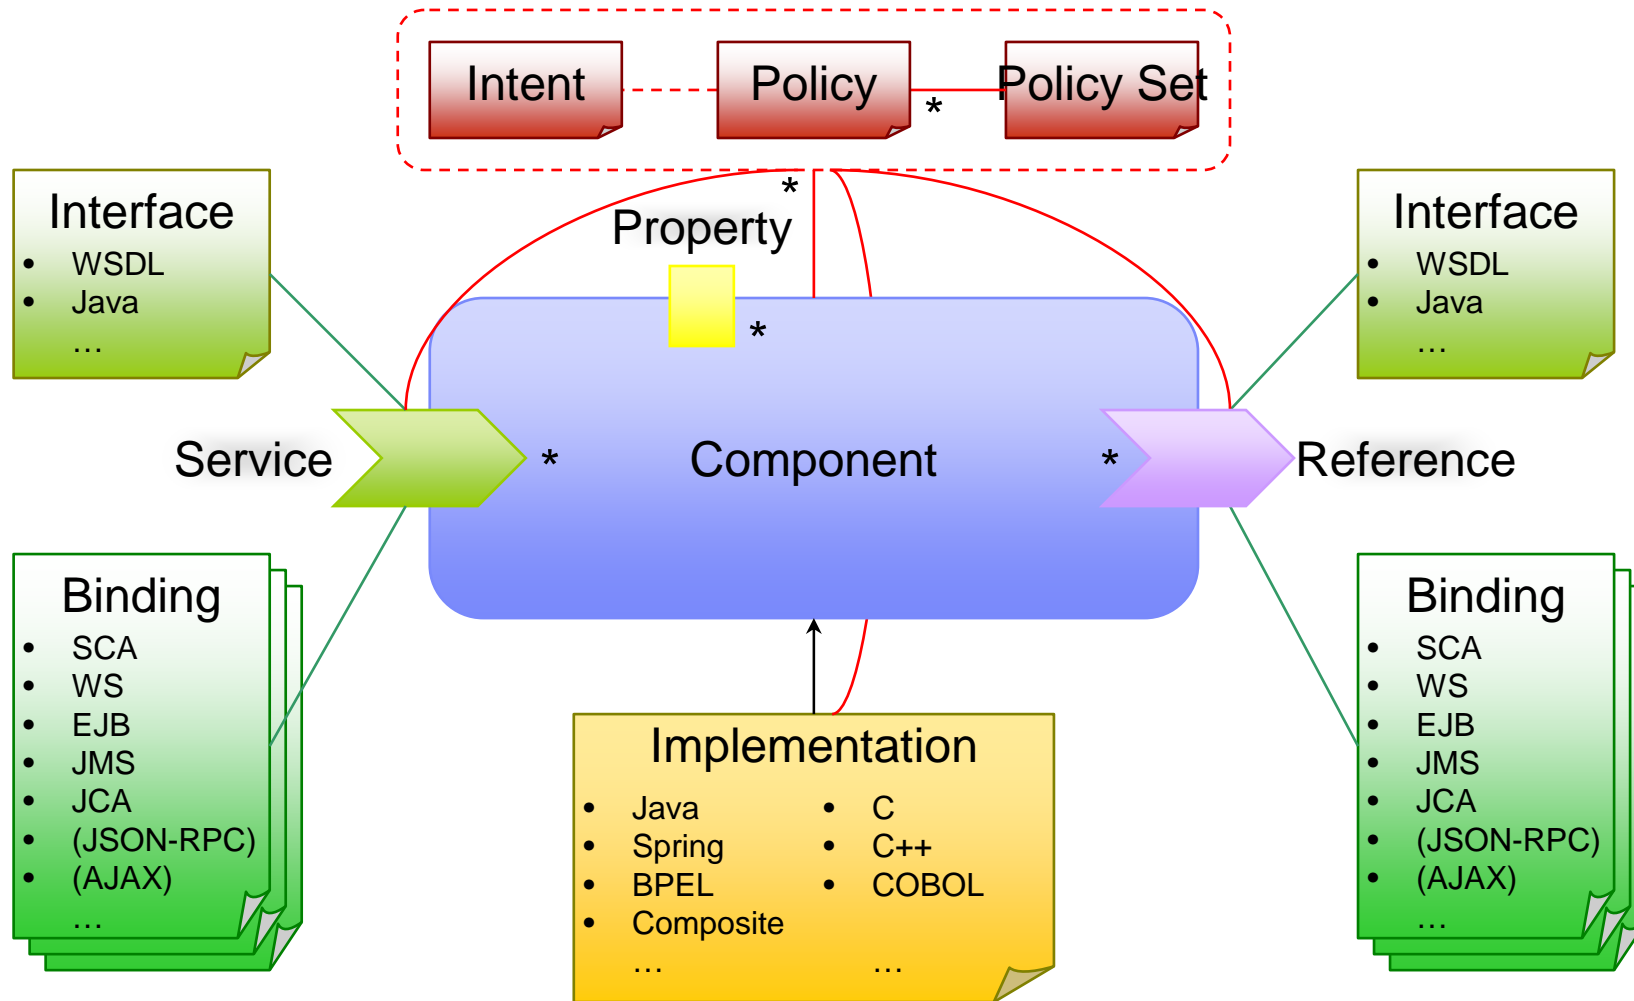 Intent
Policy
*
Policy Set
*
Property
*
Interface
• WSDL
• Java
…
Interface
• WSDL
• Java
…
Service
*
Component
*
Reference
Binding
• SCA
• WS
• EJB
• JMS
• JCA
• (JSON-RPC)
• (AJAX)
…
Implementation
• Java
• Spring
• BPEL
• Composite
…
• C
• C++
• COBOL
…
Binding
• SCA
• WS
• EJB
• JMS
• JCA
• (JSON-RPC)
• (AJAX)
…